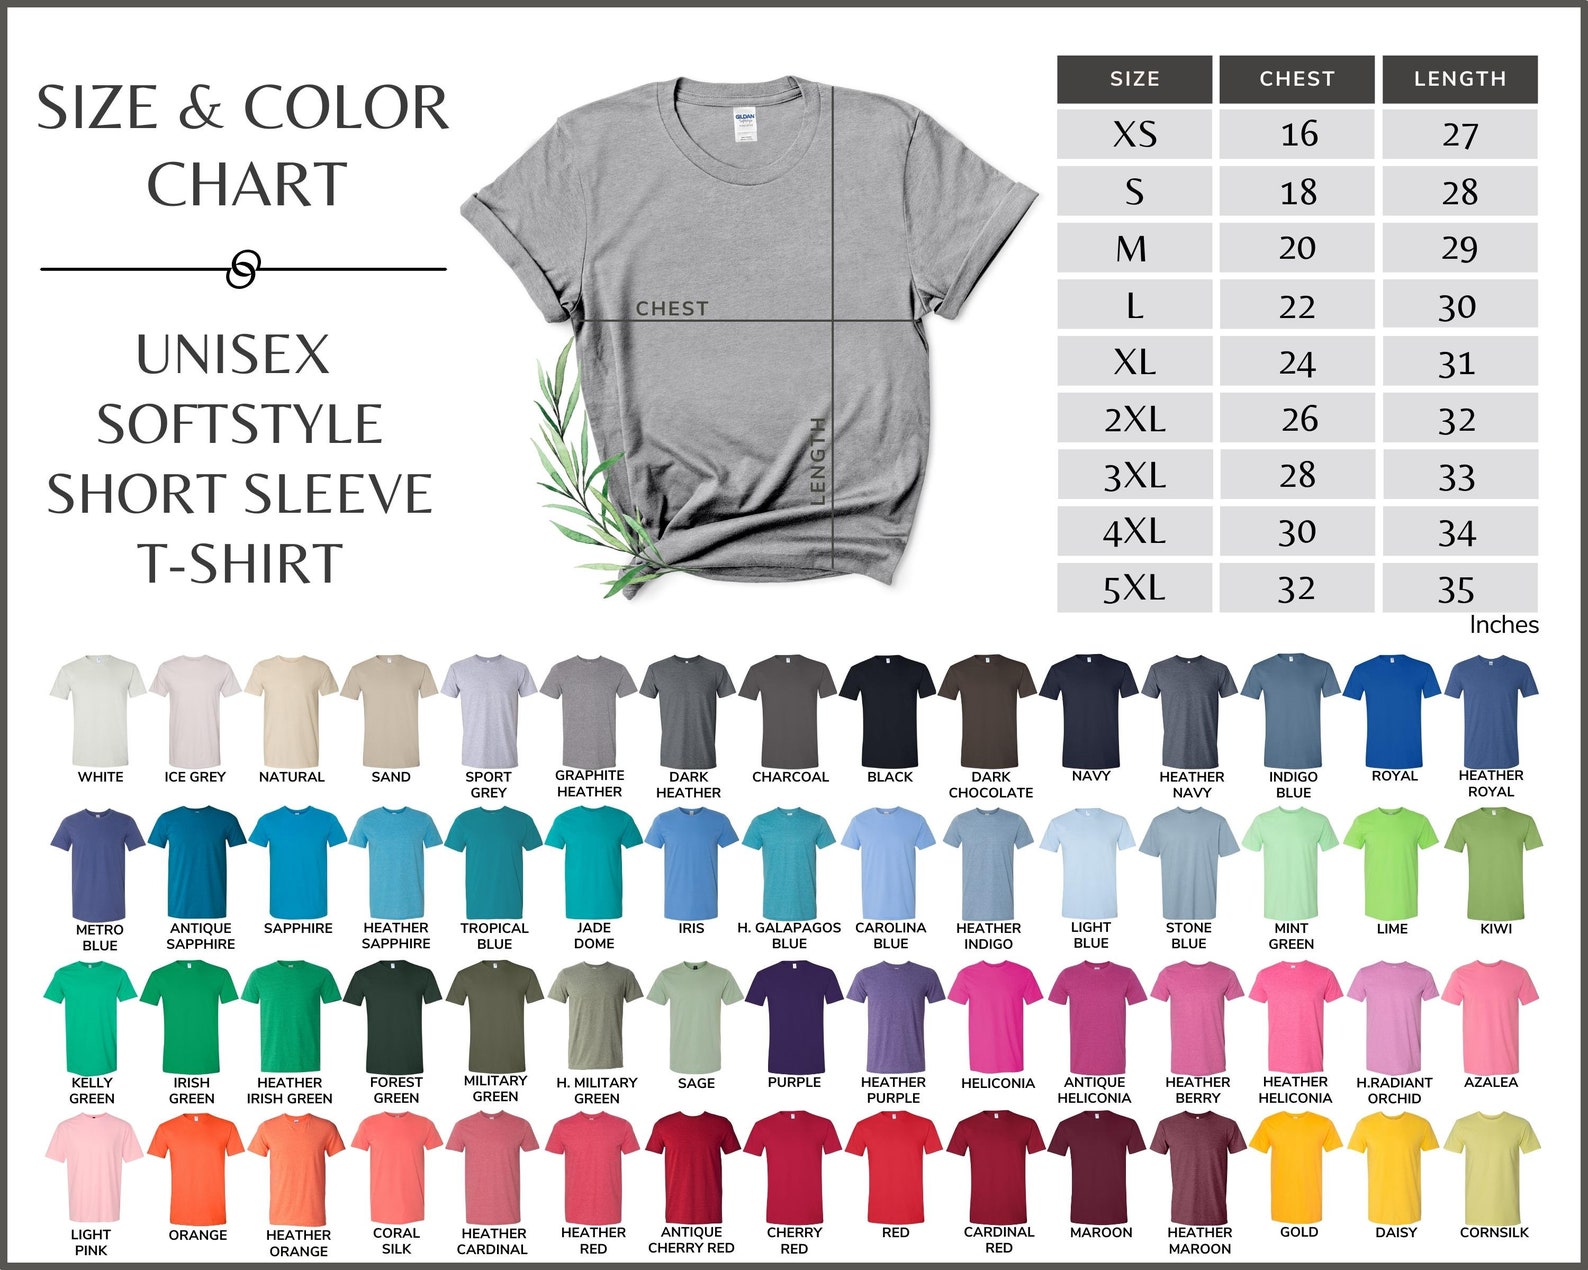 SIZE & COLOR
CHART
UNISEX
SOFTSTYLE
SHORT SLEEVE
T-SHIRT
GILDAN
CHEST
LENGTH
SIZE CHEST LENGTH
XS 16 27
S 18 28
M 20 29
L 22 30
XL 24 31
2XL 26 32
3XL 28 33
4XL 30 34
5XL 32 35
Inches
WHITE
ICE GREY
NATURAL
SAND
SPORT
GREY
GRAPHITE
HEATHER
DARK
HEATHER
CHARCOAL
BLACK
DARK
CHOCOLATE
NAVY
HEATHER
NAVY
INDIGO
BLUE
ROYAL
HEATHER
ROYAL
METRO
BLUE
ANTIQUE
SAPPHIRE
SAPPHIRE
HEATHER
SAPPHIRE
TROPICAL
BLUE
JADE
DOME
IRIS
H. GALAPAGOS
BLUE
CAROLINA
BLUE
HEATHER
INDIGO
LIGHT
BLUE
STONE
BLUE
MINT
GREEN
LIME
KIWI
KELLY
GREEN
IRISH
GREEN
HEATHER
IRISH GREEN
FOREST
GREEN
MILITARY
GREEN
H. MILITARY
GREEN
SAGE
PURPLE
HEATHER
PURPLE
HELICONIA
ANTIQUE
HELICONIA
HEATHER
BERRY
HEATHER
HELICONIA
H.RADIANT
ORCHID
AZALEA
LIGHT
PINK
ORANGE
HEATHER
ORANGE
CORAL
SILK
HEATHER
CARDINAL
HEATHER
RED
ANTIQUE
CHERRY RED
CHERRY
RED
RED
CARDINAL
RED
MAROON
HEATHER
MAROON
GOLD
DAISY
CORNSILK